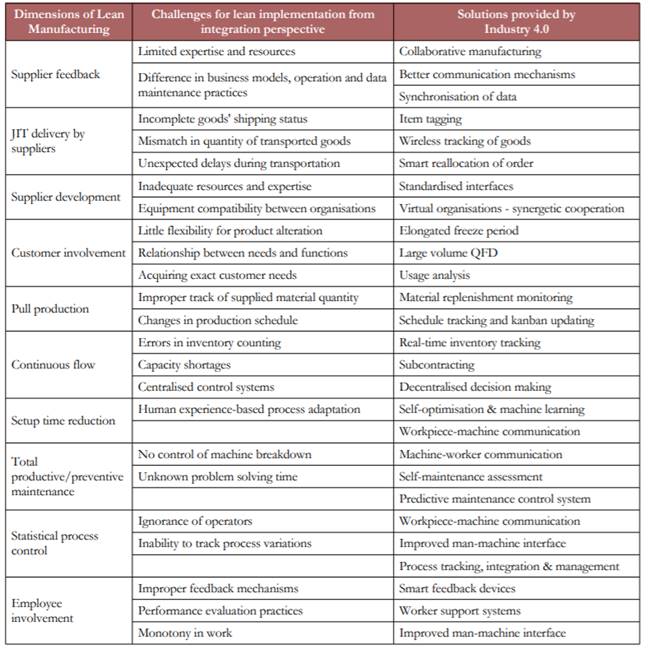 Dimensions of Lean Manufacturing | Challenges for lean implementation from integration perspective | Solutions provided by Industry 4.0
Supplier feedback | Limited expertise and resources | Collaborative manufacturing
Difference in business models, operation and data maintenance practices | Better communication mechanisms
Synchronisation of data
JIT delivery by suppliers | Incomplete goods' shipping status | Item tagging
Mismatch in quantity of transported goods | Wireless tracking of goods
Unexpected delays during transportation | Smart reallocation of order
Supplier development | Inadequate resources and expertise | Standardised interfaces
Equipment compatibility between organisations | Virtual organisations - synergetic cooperation
Customer involvement | Little flexibility for product alteration | Elongated freeze period
Relationship between needs and functions | Large volume QFD
Acquiring exact customer needs | Usage analysis
Pull production | Improper track of supplied material quantity | Material replenishment monitoring
Changes in production schedule | Schedule tracking and kanban updating
Continuous flow | Errors in inventory counting | Real-time inventory tracking
Capacity shortages | Subcontracting
Centralised control systems | Decentralised decision making
Setup time reduction | Human experience-based process adaptation | Self-optimisation & machine learning
Workpiece-machine communication
Total productive/preventive maintenance | No control of machine breakdown | Machine-worker communication
Unknown problem solving time | Self-maintenance assessment
Predictive maintenance control system
Statistical process control | Ignorance of operators | Workpiece-machine communication
Inability to track process variations | Improved man-machine interface
Process tracking, integration & management
Employee involvement | Improper feedback mechanisms | Smart feedback devices
Performance evaluation practices | Worker support systems
Monotony in work | Improved man-machine interface